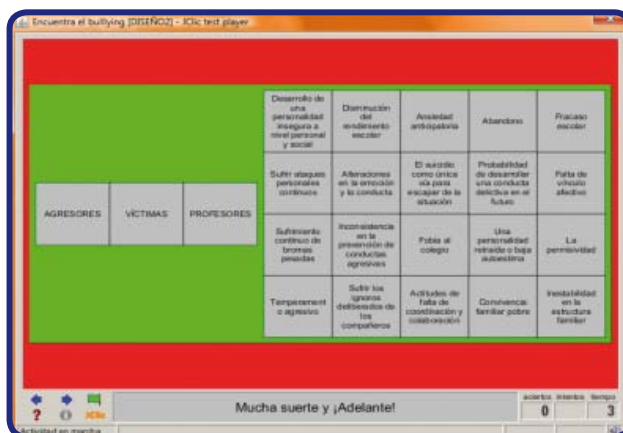 Encuentra el bullying [DISEÑO2] - JClic test player
AGRESORES
VÍCTIMAS
PROFESORES
Desarrollo de
una
personalidad
insegura a
nivel personal
y social
Disminución
del
rendimiento
escolar
Ansiedad
anticipatoria
Abandono
Fracaso
escolar
Sufrir ataques
personales
continuos
Alteraciones
en la emoción
y la conducta
El suicidio
como única
vía para
escapar de la
situación
Probabilidad
de desarrollar
una conducta
delictiva en el
futuro
Falta de
vínculo
afectivo
Sufrimiento
continuo de
bromas
pesadas
Inconsistencia
en la
prevención de
conductas
agresivas
Fobia al
colegio
Una
personalidad
retraída o baja
autoestima
La
permisividad
Temperament
o agresivo
Sufrir los
ignoros
deliberados de
los
compañeros
Actitudes de
falta de
coordinación y
colaboración
Convivencia
familiar pobre
Inestabilidad
en la
estructura
familiar
Mucha suerte y ¡Adelante!
aciertos intentos tiempo
0 3
JClic
Actividad en marcha